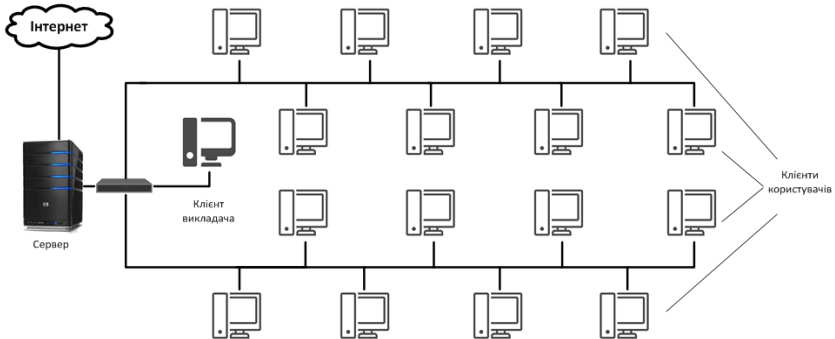 Інтернет
Клієнт
викладача
Клієнти
користувачів
Сервер